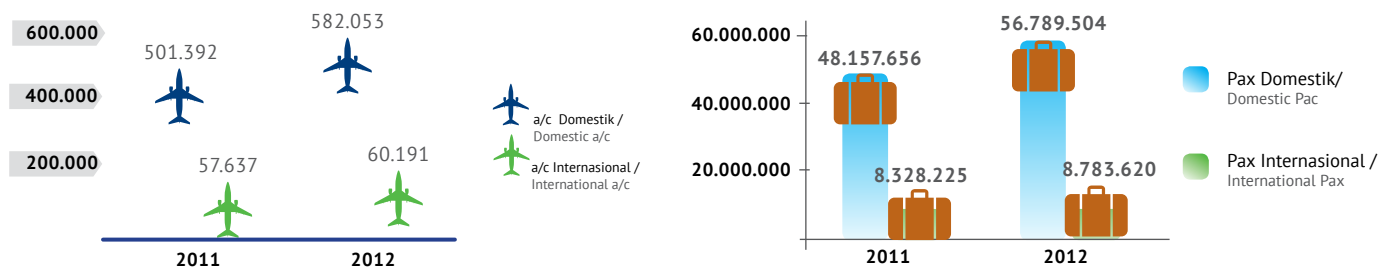 600.000
400.000
200.000
501.392
582.053
57.637
60.191
2011
2012
a/c Domestik /
Domestic a/c
a/c Internasional /
International a/c
60.000.000
40.000.000
20.000.000
48.157.656
56.789.504
8.328.225
8.783.620
2011
2012
Pax Domestik/
Domestic Pac
Pax Internasional /
International Pax